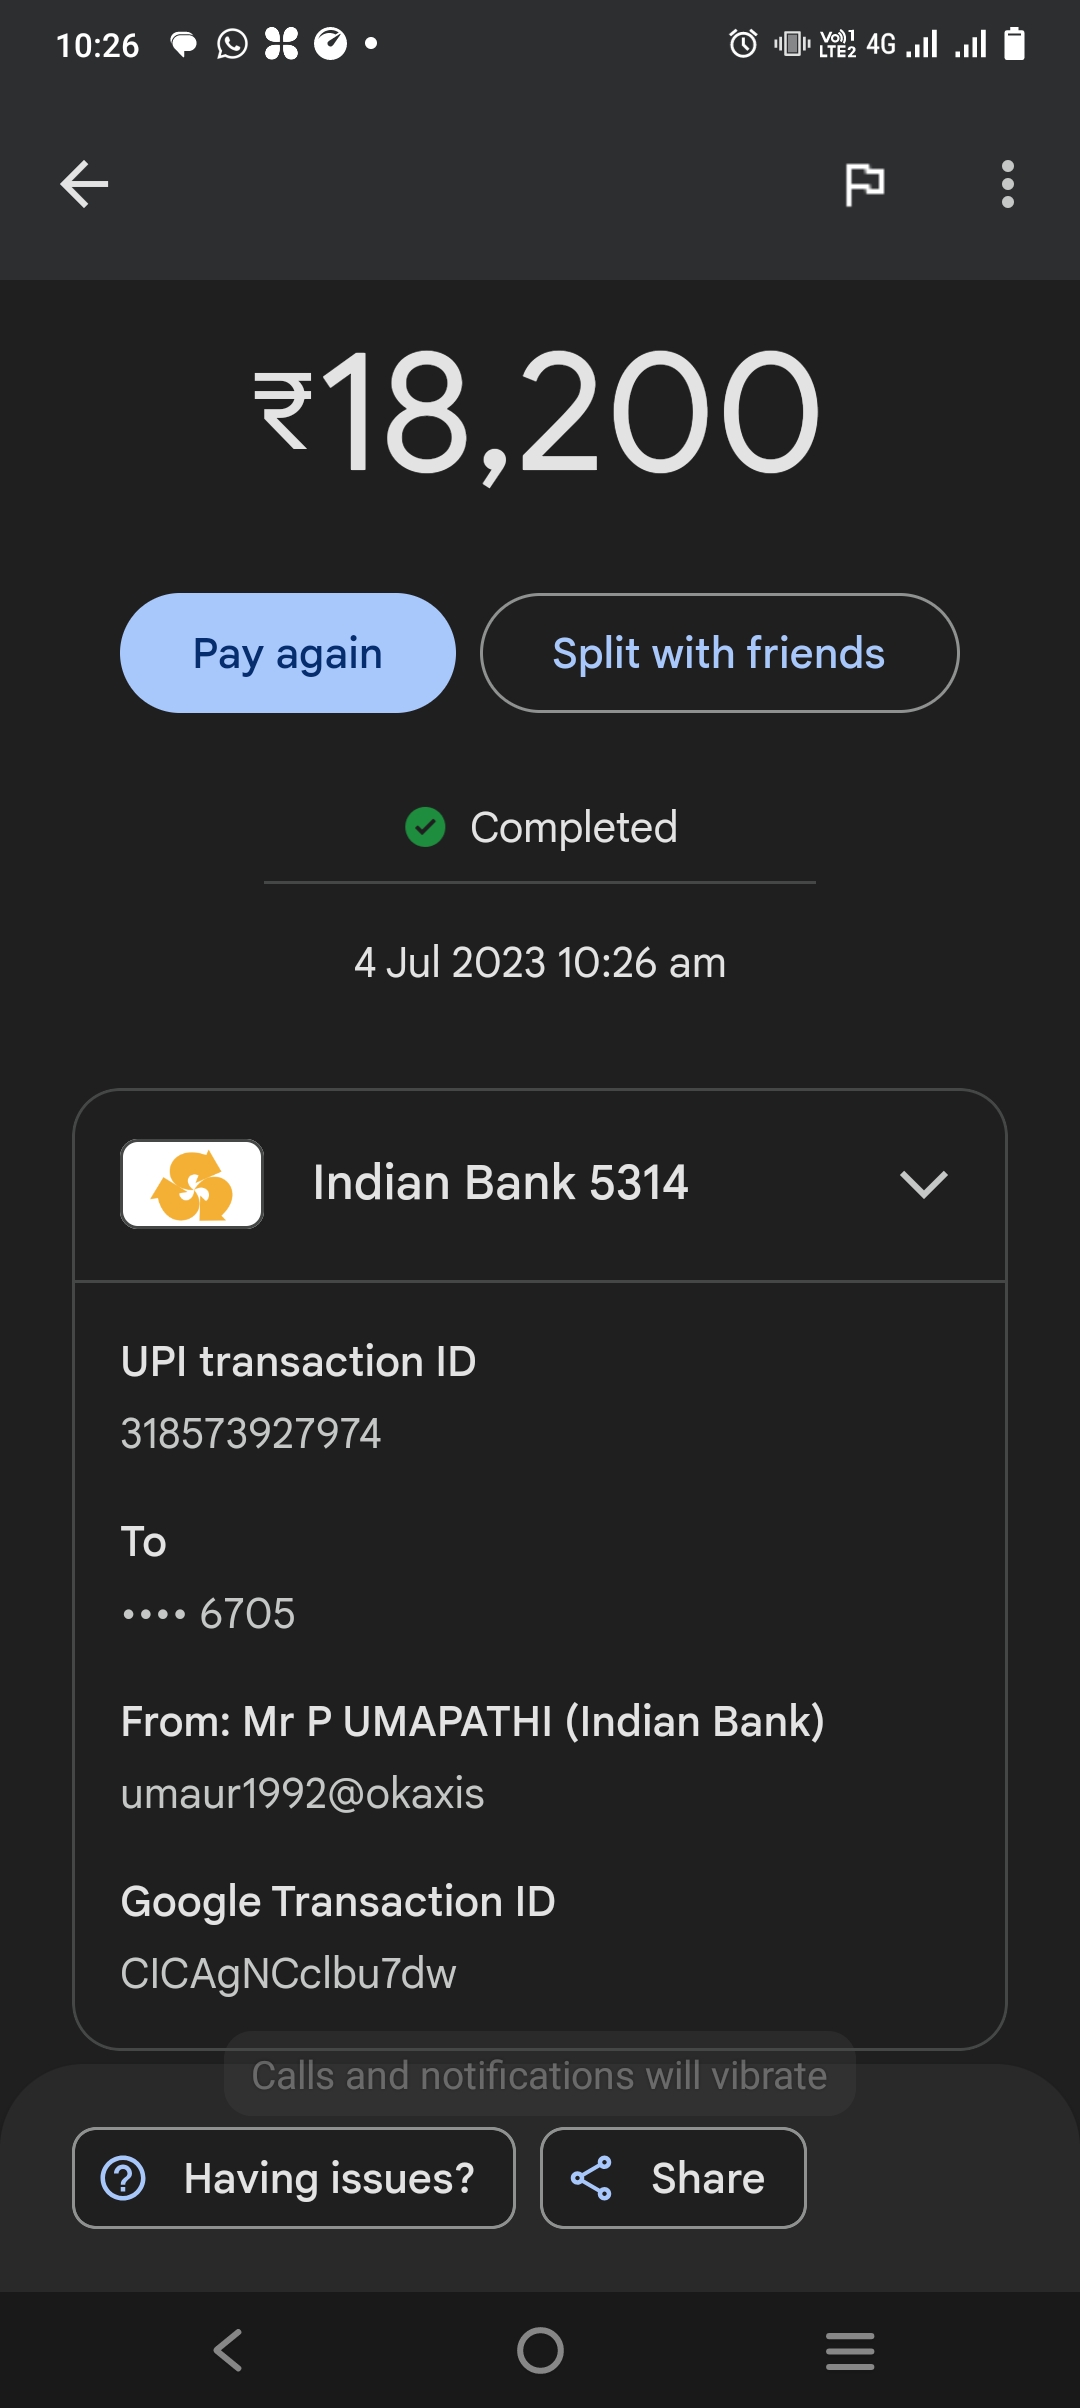 10:26
Vo)) 1
LTE2
4G
₹18,200
Pay again
Split with friends
Completed
4 Jul 2023 10:26 am
Indian Bank 5314
UPI transaction ID
318573927974
To
•••• 6705
From: Mr P UMAPATHI (Indian Bank)
umaur1992@okaxis
Google Transaction ID
CICAgNCclbu7dw
Calls and notifications will vibrate
Having issues?
Share